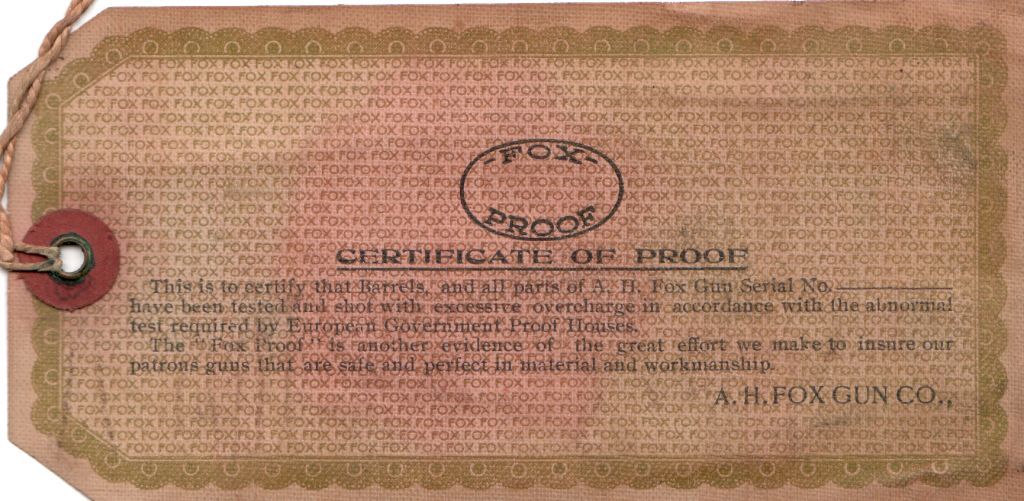 -FOX-
PROOF
CERTIFICATE OF PROOF
This is to certify that Barrels, and all parts of A. H. Fox Gun Serial No.
have been tested and shot with excessive overcharge in accordance with the abnormal
test required by European Government Proof Houses.
The "Fox Proof" is another evidence of the great effort we make to insure our
patrons guns that are safe and perfect in material and workmanship.
A. H. FOX GUN CO.,